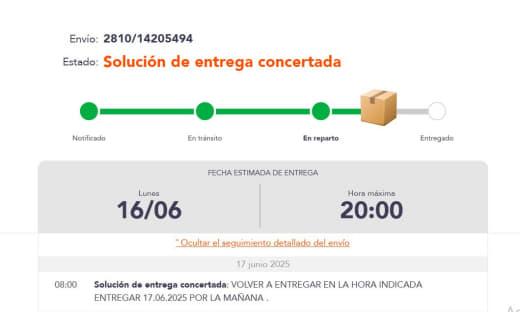 Envío: 2810/14205494
Estado: Solución de entrega concertada
Notificado En tránsito En reparto Entregado
FECHA ESTIMADA DE ENTREGA
Lunes Hora máxima
16/06 20:00
ˆ Ocultar el seguimiento detallado del envío
17 junio 2025
08:00 Solución de entrega concertada: VOLVER A ENTREGAR EN LA HORA INDICADA
ENTREGAR 17.06.2025 POR LA MAÑANA .